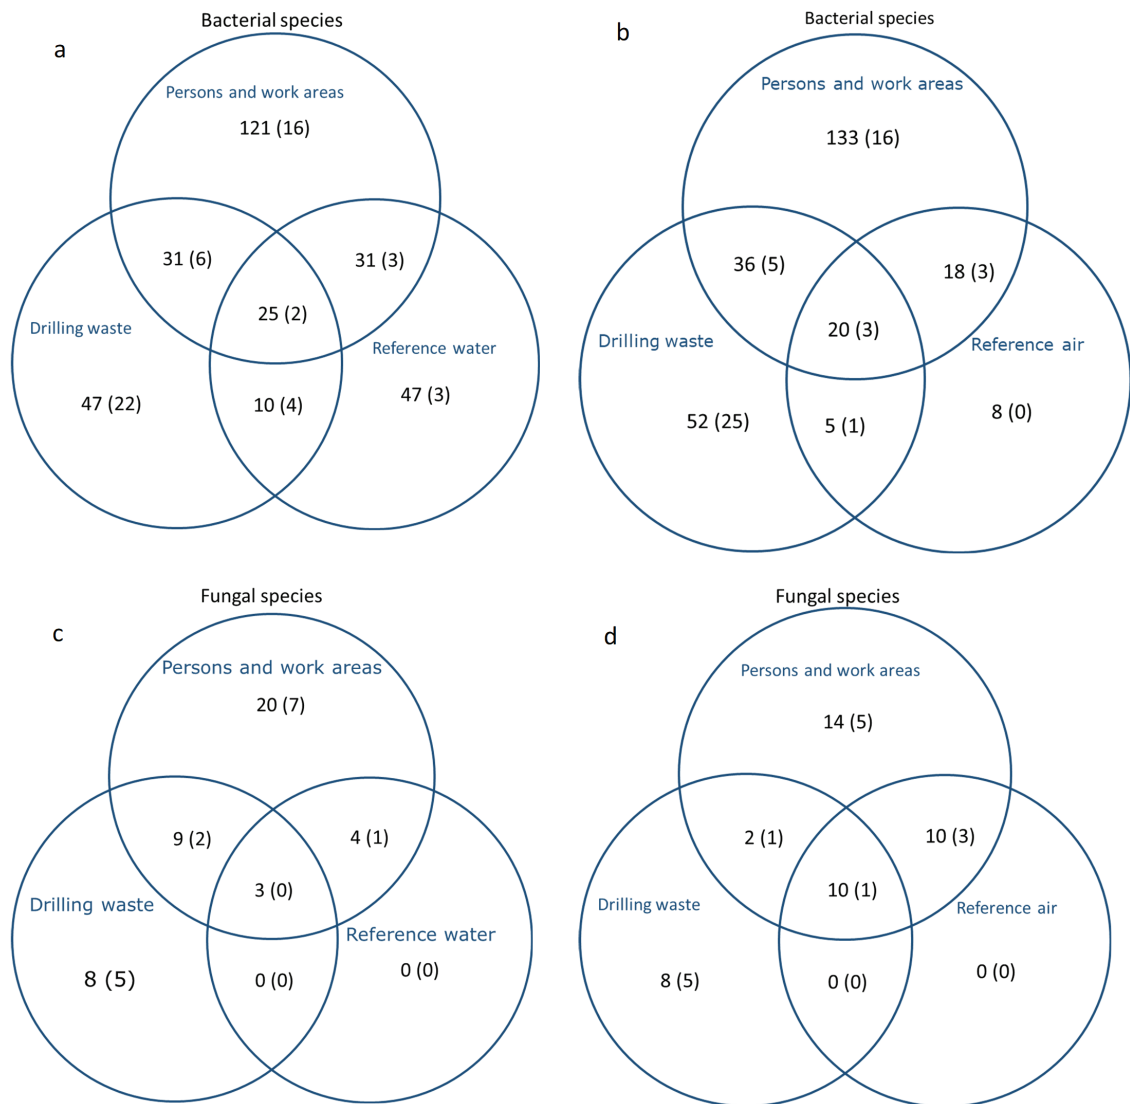 Bacterial species
a
Persons and work areas
121 (16)
31 (6)
31 (3)
25 (2)
Drilling waste
Reference water
47 (22)
10 (4)
47 (3)
Bacterial species
b
Persons and work areas
133 (16)
36 (5)
18 (3)
20 (3)
Drilling waste
Reference air
52 (25)
5 (1)
8 (0)
Fungal species
c
Persons and work areas
20 (7)
9 (2)
4 (1)
3 (0)
Drilling waste
Reference water
8 (5)
0 (0)
0 (0)
Fungal species
d
Persons and work areas
14 (5)
2 (1)
10 (3)
10 (1)
Drilling waste
Reference air
8 (5)
0 (0)
0 (0)